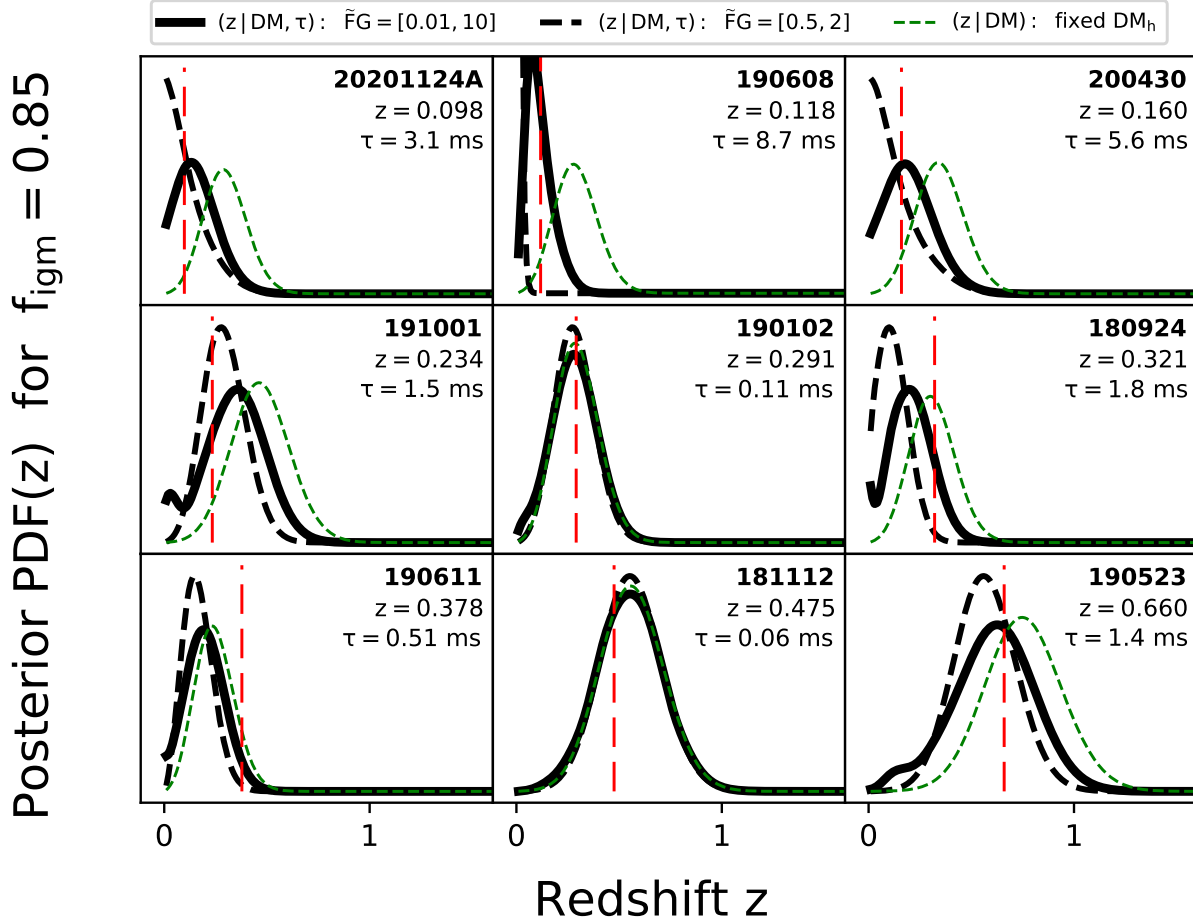 (z | DM, τ) :  F̃G = [0.01, 10]  (z | DM, τ) :  F̃G = [0.5, 2]  (z | DM) :  fixed DMₕ
Posterior PDF(z)  for  f_igm = 0.85
20201124A
z = 0.098
τ = 3.1 ms
190608
z = 0.118
τ = 8.7 ms
200430
z = 0.160
τ = 5.6 ms
191001
z = 0.234
τ = 1.5 ms
190102
z = 0.291
τ = 0.11 ms
180924
z = 0.321
τ = 1.8 ms
190611
z = 0.378
τ = 0.51 ms
181112
z = 0.475
τ = 0.06 ms
190523
z = 0.660
τ = 1.4 ms
0 1 0 1 0 1
Redshift z